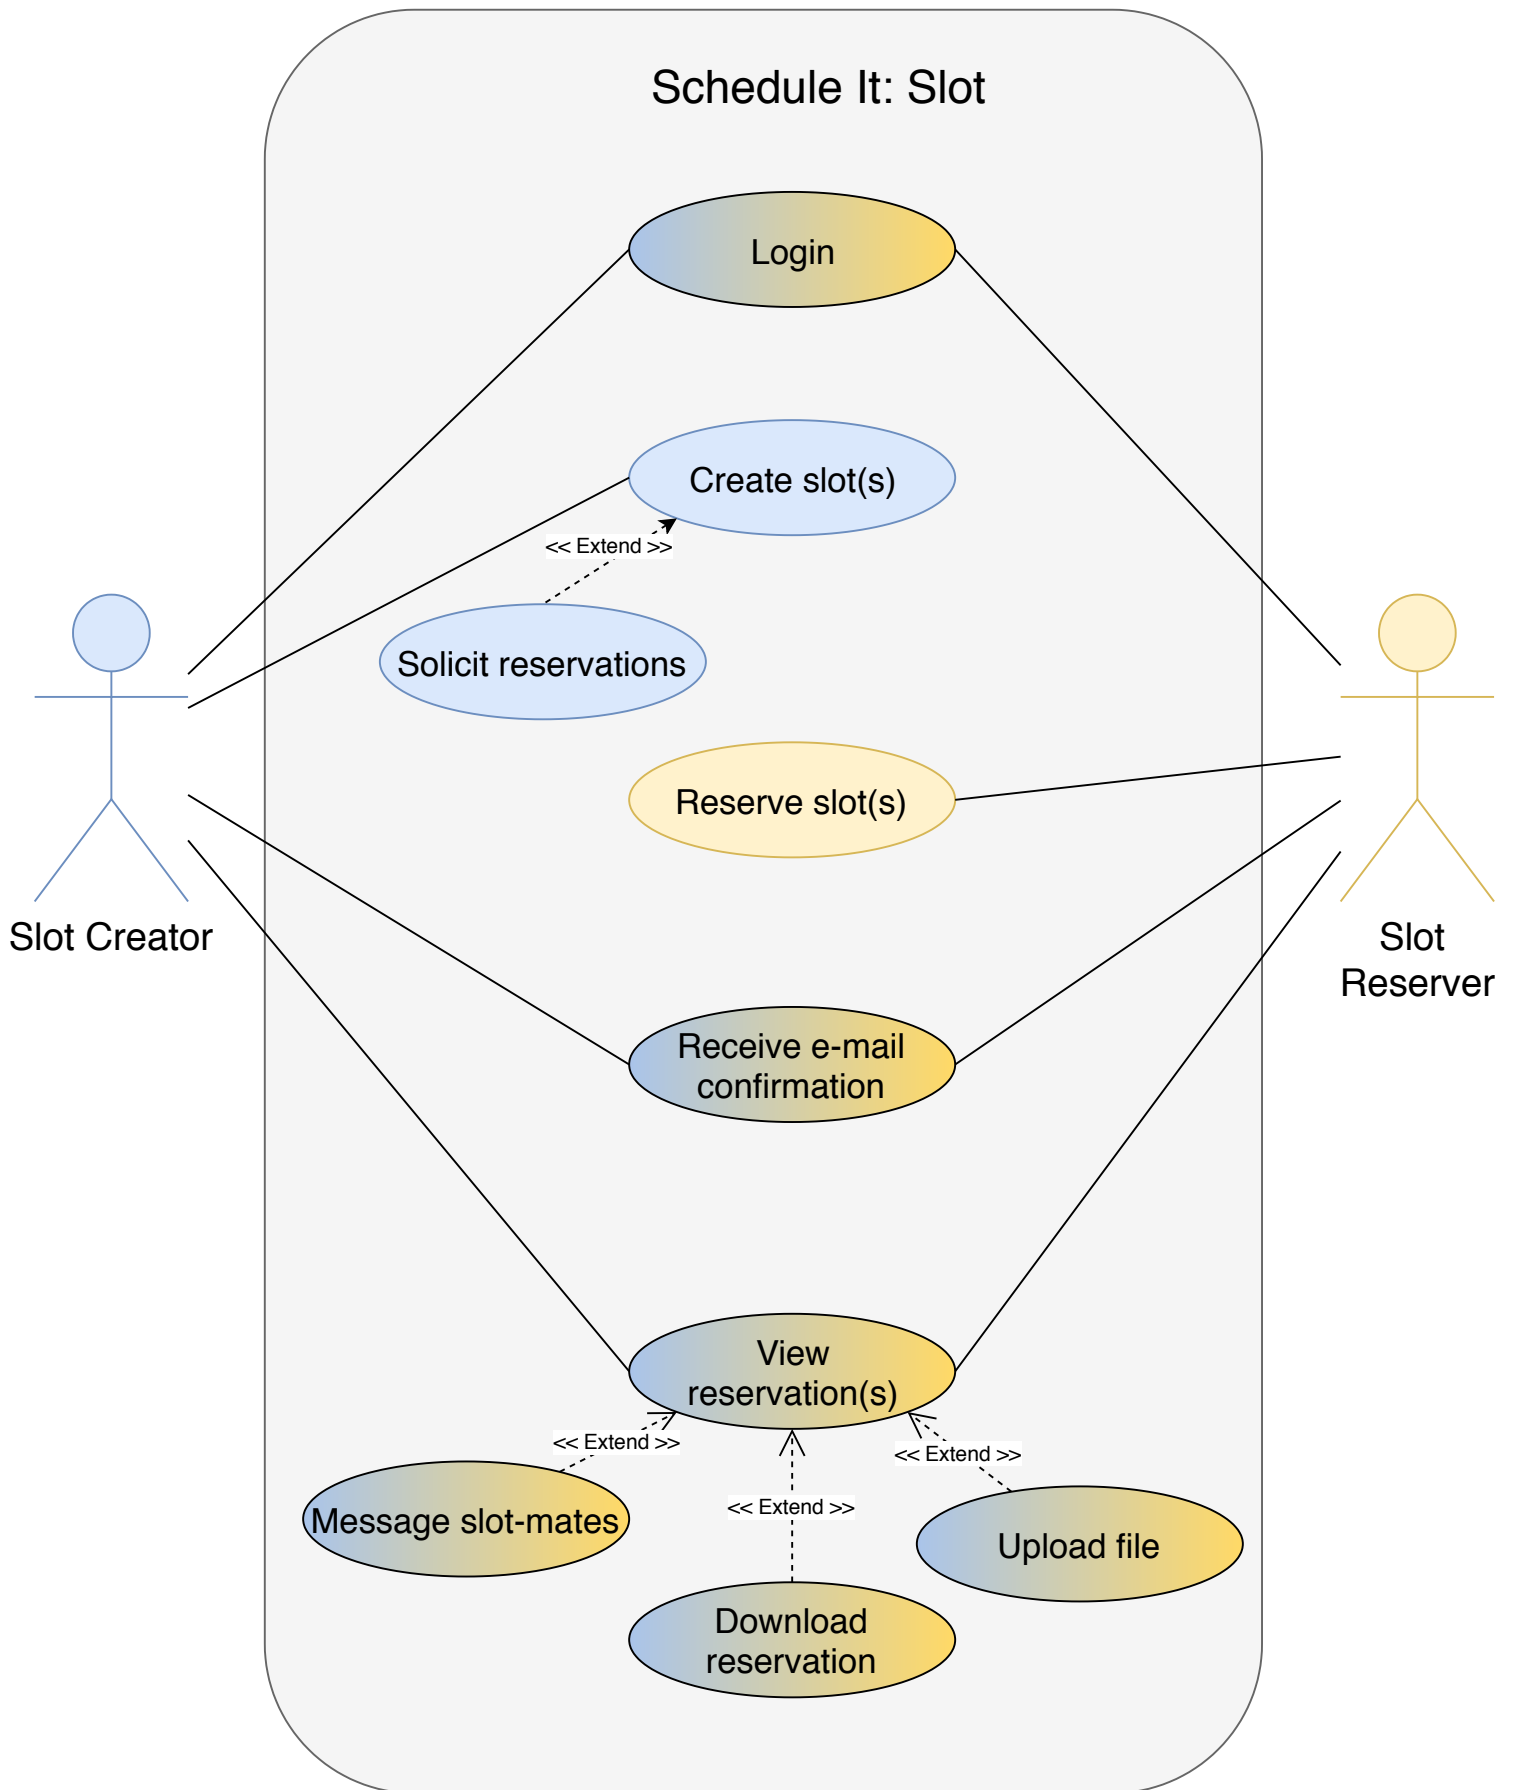 Schedule It: Slot
Login
Create slot(s)
<< Extend >>
Solicit reservations
Reserve slot(s)
Slot Creator
Slot
Reserver
Receive e-mail
confirmation
View
reservation(s)
<< Extend >>
<< Extend >>
<< Extend >>
Message slot-mates
Upload file
Download
reservation